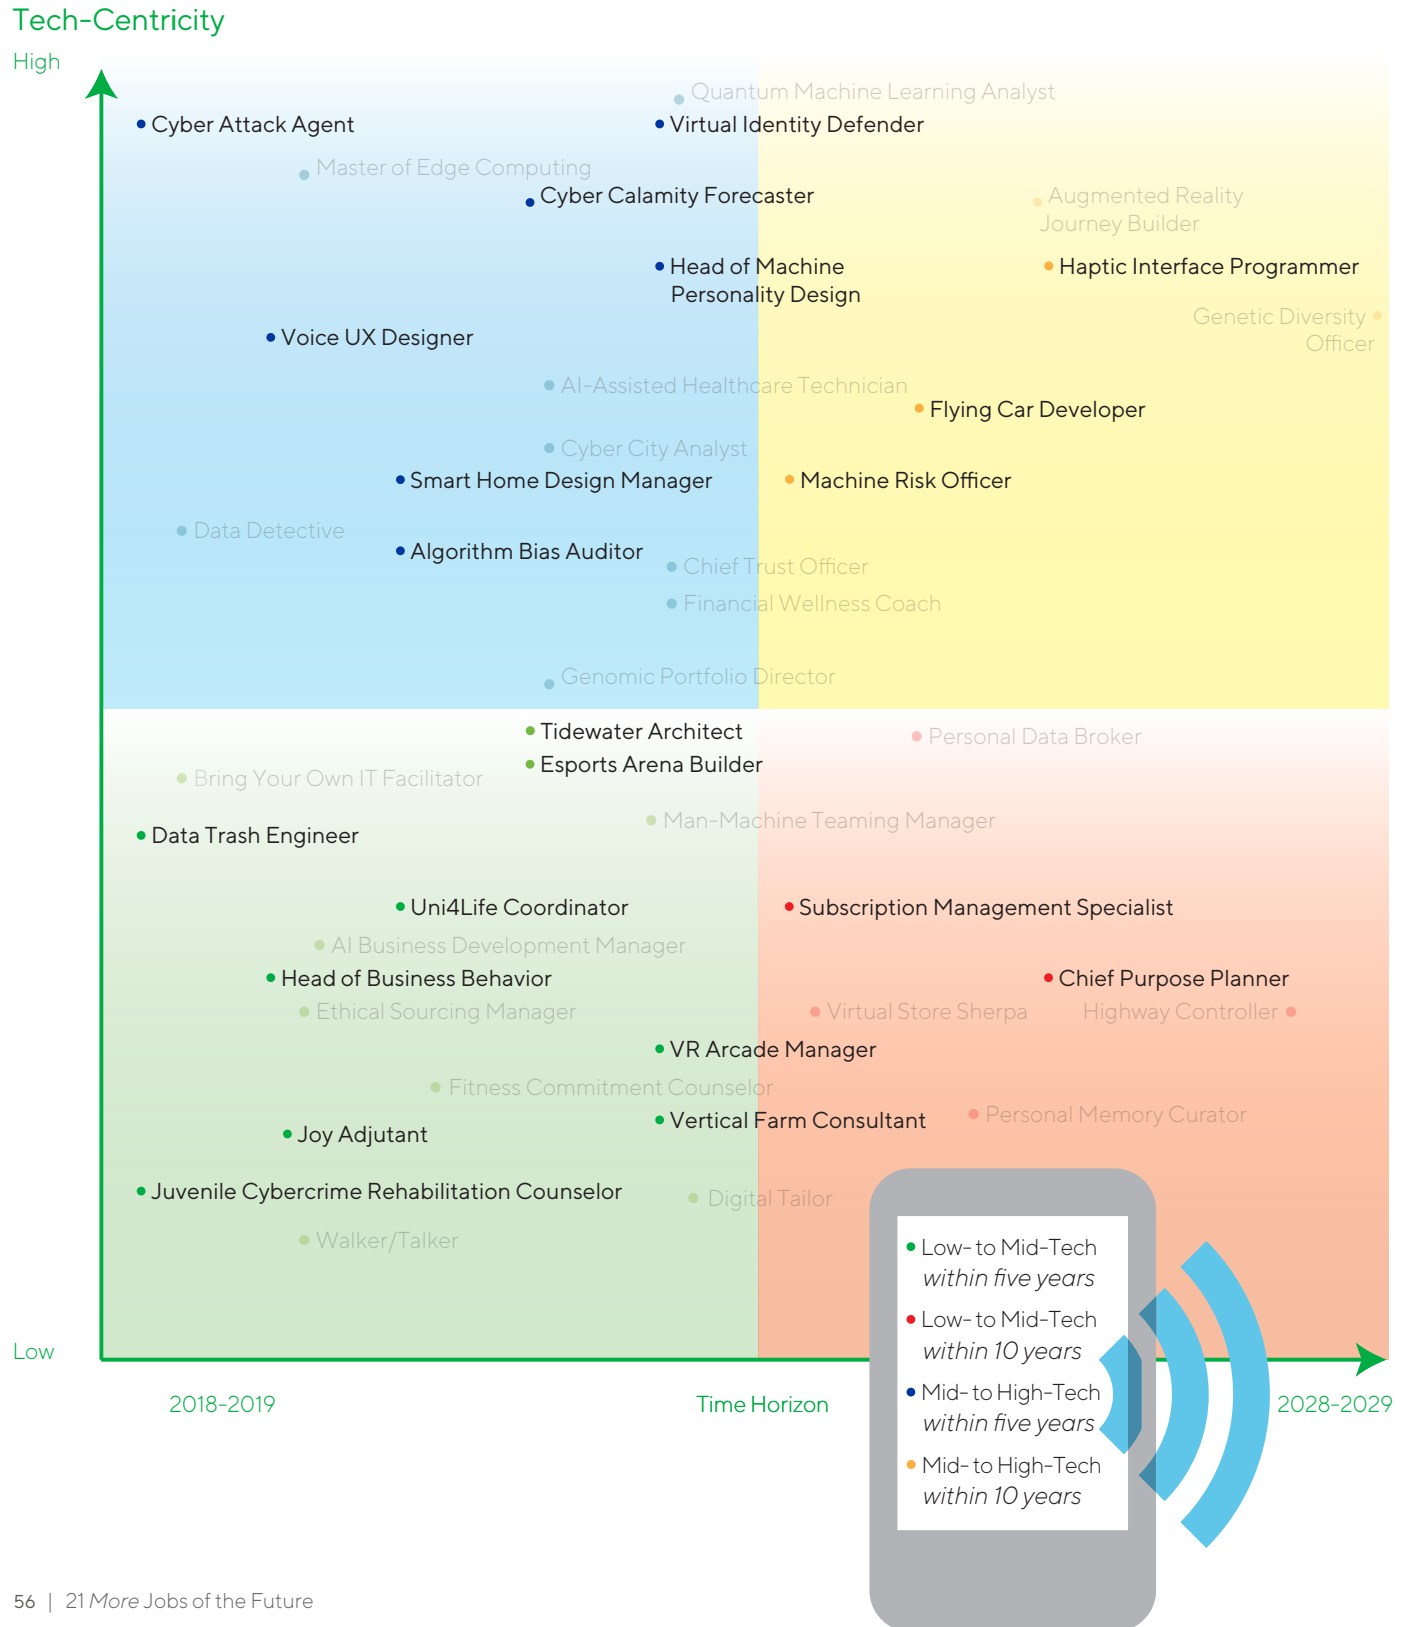 Tech-Centricity
High
Quantum Machine Learning Analyst
Cyber Attack Agent
Virtual Identity Defender
Master of Edge Computing
Cyber Calamity Forecaster
Augmented Reality
Journey Builder
Head of Machine
Personality Design
Haptic Interface Programmer
Genetic Diversity
Officer
Voice UX Designer
AI-Assisted Healthcare Technician
Flying Car Developer
Cyber City Analyst
Smart Home Design Manager
Machine Risk Officer
Data Detective
Algorithm Bias Auditor
Chief Trust Officer
Financial Wellness Coach
Genomic Portfolio Director
Tidewater Architect
Personal Data Broker
Esports Arena Builder
Bring Your Own IT Facilitator
Man-Machine Teaming Manager
Data Trash Engineer
Uni4Life Coordinator
Subscription Management Specialist
AI Business Development Manager
Head of Business Behavior
Chief Purpose Planner
Ethical Sourcing Manager
Virtual Store Sherpa
Highway Controller
VR Arcade Manager
Fitness Commitment Counselor
Vertical Farm Consultant
Personal Memory Curator
Joy Adjutant
Juvenile Cybercrime Rehabilitation Counselor
Digital Tailor
Walker/Talker
Low- to Mid-Tech
within five years
Low- to Mid-Tech
within 10 years
Mid- to High-Tech
within five years
Mid- to High-Tech
within 10 years
Low
2018-2019
Time Horizon
2028-2029
56 | 21 More Jobs of the Future